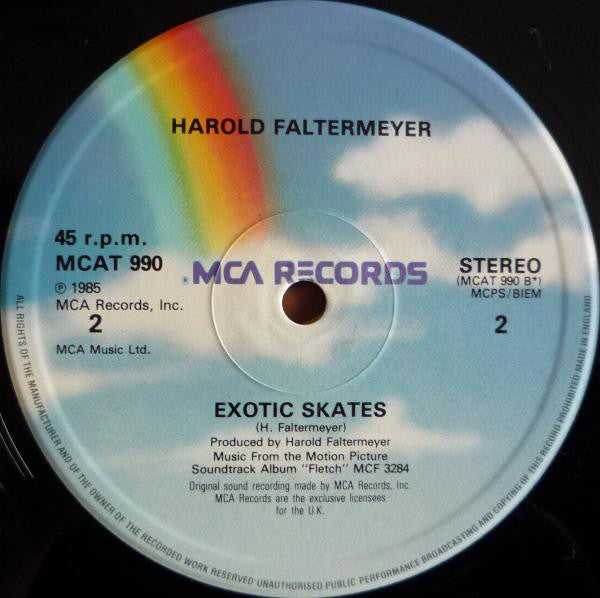 HAROLD FALTERMEYER
45 r.p.m.
MCAT 990
℗ 1985
MCA Records, Inc.
2
MCA Music Ltd.
MCA RECORDS
STEREO
(MCAT 990 B*)
MCPS/BIEM
2
EXOTIC SKATES
(H. Faltermeyer)
Produced by Harold Faltermeyer
Music From the Motion Picture
Soundtrack Album "Fletch" MCF 3284
Original sound recording made by MCA Records, Inc.
MCA Records are the exclusive licensees
for the U.K.
ALL RIGHTS OF THE MANUFACTURER AND OF THE OWNER OF THE RECORDED WORK RESERVED·UNAUTHORISED PUBLIC PERFORMANCE BROADCASTING AND COPYING OF THIS RECORD PROHIBITED·MADE IN ENGLAND